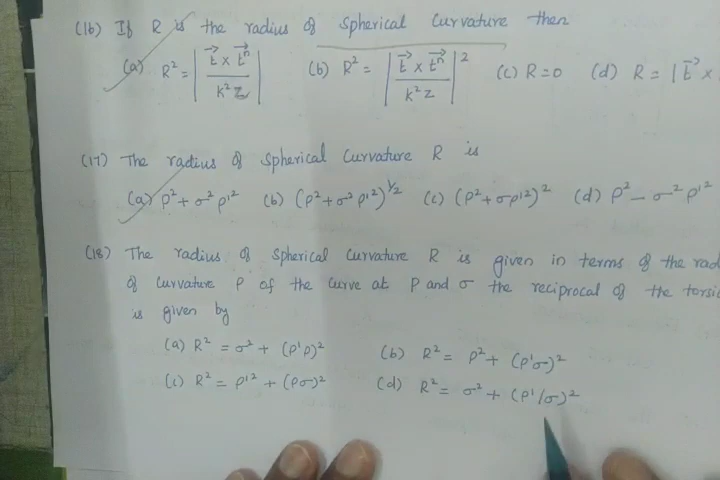 (16) If R is the radius of spherical curvature then
(a) R² = | t⃗ × t⃗ⁿ / k²z | (b) R² = | t⃗ × t⃗ⁿ / k²z |² (c) R = 0 (d) R = | t⃗ ×
(17) The radius of spherical curvature R is
(a) ρ² + σ²ρ'² (b) (ρ² + σ²ρ'²)^1/2 (c) (ρ² + σρ'²)² (d) ρ² – σ²ρ'²
(18) The radius of spherical curvature R is given in terms of the rad
of curvature ρ of the curve at P and σ the reciprocal of the torsi
is given by
(a) R² = σ² + (ρ'ρ)² (b) R² = ρ² + (ρ'σ)²
(c) R² = ρ'² + (ρσ)² (d) R² = σ² + (ρ'/σ)²